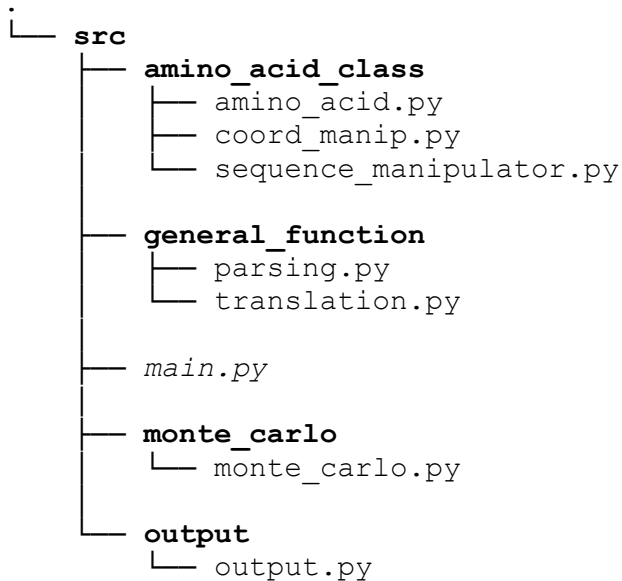 .
└── src
    ├── amino_acid_class
    │   ├── amino_acid.py
    │   ├── coord_manip.py
    │   └── sequence_manipulator.py
    │
    ├── general_function
    │   ├── parsing.py
    │   └── translation.py
    │
    ├── main.py
    │
    ├── monte_carlo
    │   └── monte_carlo.py
    │
    └── output
        └── output.py